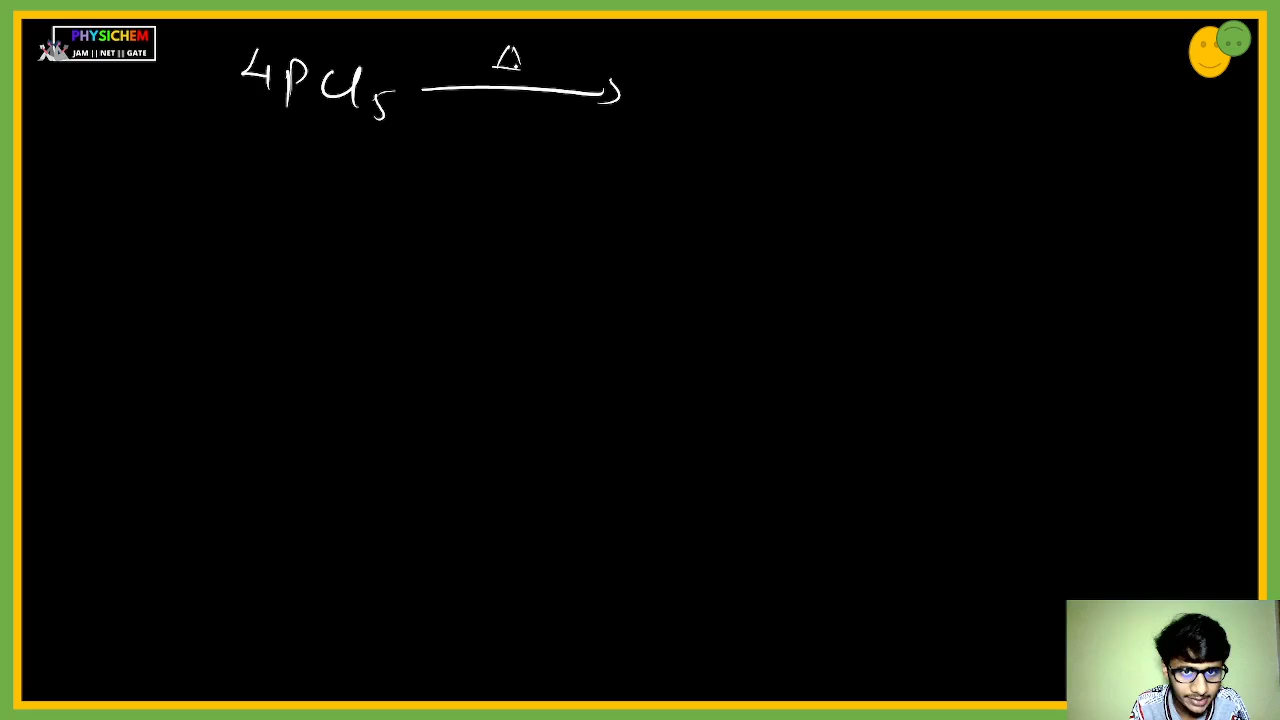 PHYSICHEM
JAM || NET || GATE
Δ
4PCl₅ ⟶